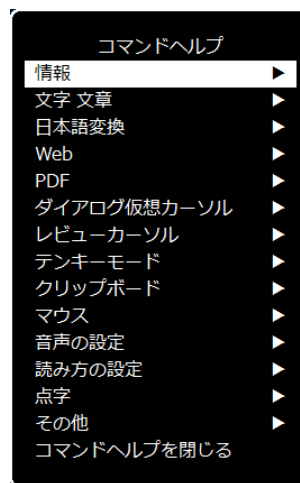 コマンドヘルプ
情報 ▶
文字 文章 ▶
日本語変換 ▶
Web ▶
PDF ▶
ダイアログ仮想カーソル ▶
レビューカーソル ▶
テンキーモード ▶
クリップボード ▶
マウス ▶
音声の設定 ▶
読み方の設定 ▶
点字 ▶
その他 ▶
コマンドヘルプを閉じる